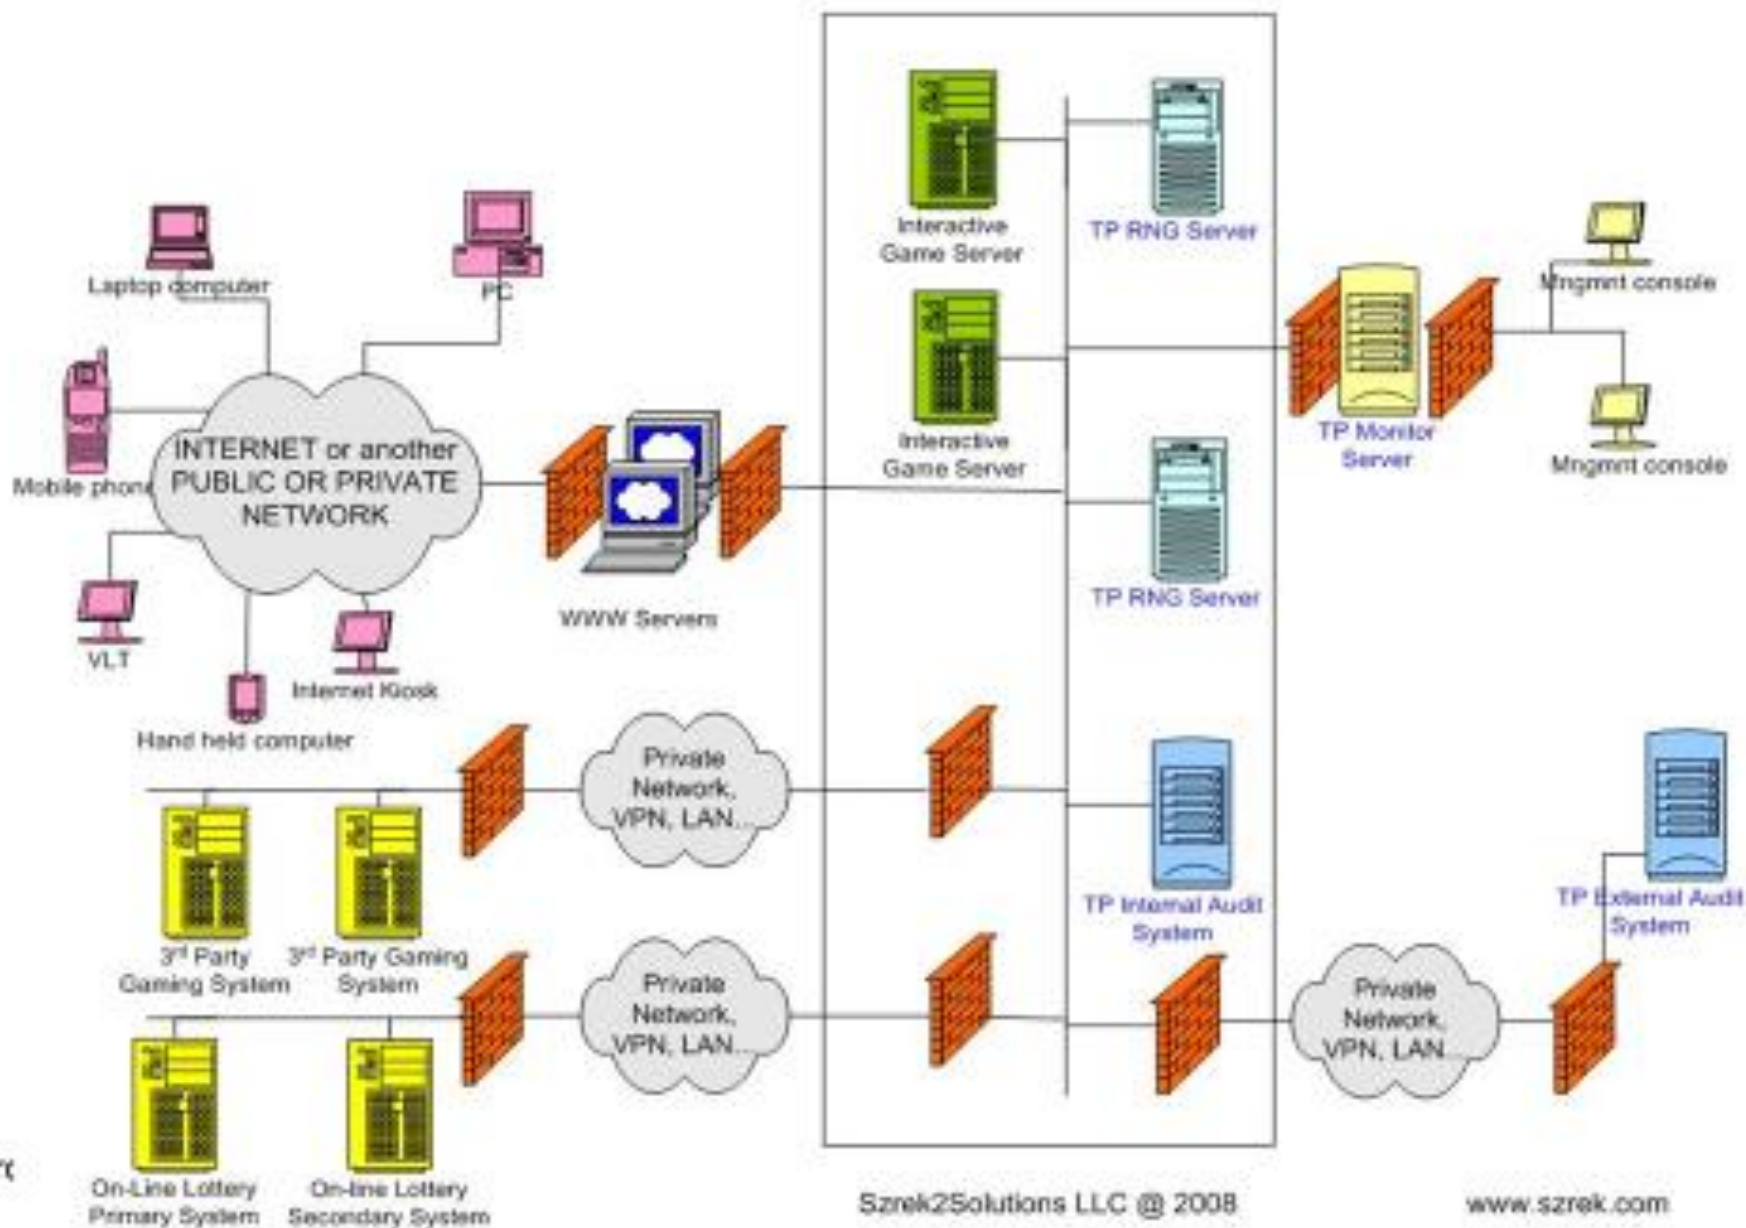 Interactive
Game Server
TP RNG Server
Laptop computer
PC
Mngmnt console
Interactive
Game Server
TP Monitor
Server
Mngmnt console
Mobile phone
INTERNET or another
PUBLIC OR PRIVATE
NETWORK
WWW Servers
TP RNG Server
VLT
Internet Kiosk
Hand held computer
Private
Network,
VPN, LAN...
3rd Party
Gaming System
3rd Party Gaming
System
TP Internal Audit
System
TP External Audit
System
Private
Network,
VPN, LAN...
Private
Network,
VPN, LAN...
On-Line Lottery
Primary System
On-line Lottery
Secondary System
Szrek2Solutions LLC @ 2008
www.szrek.com